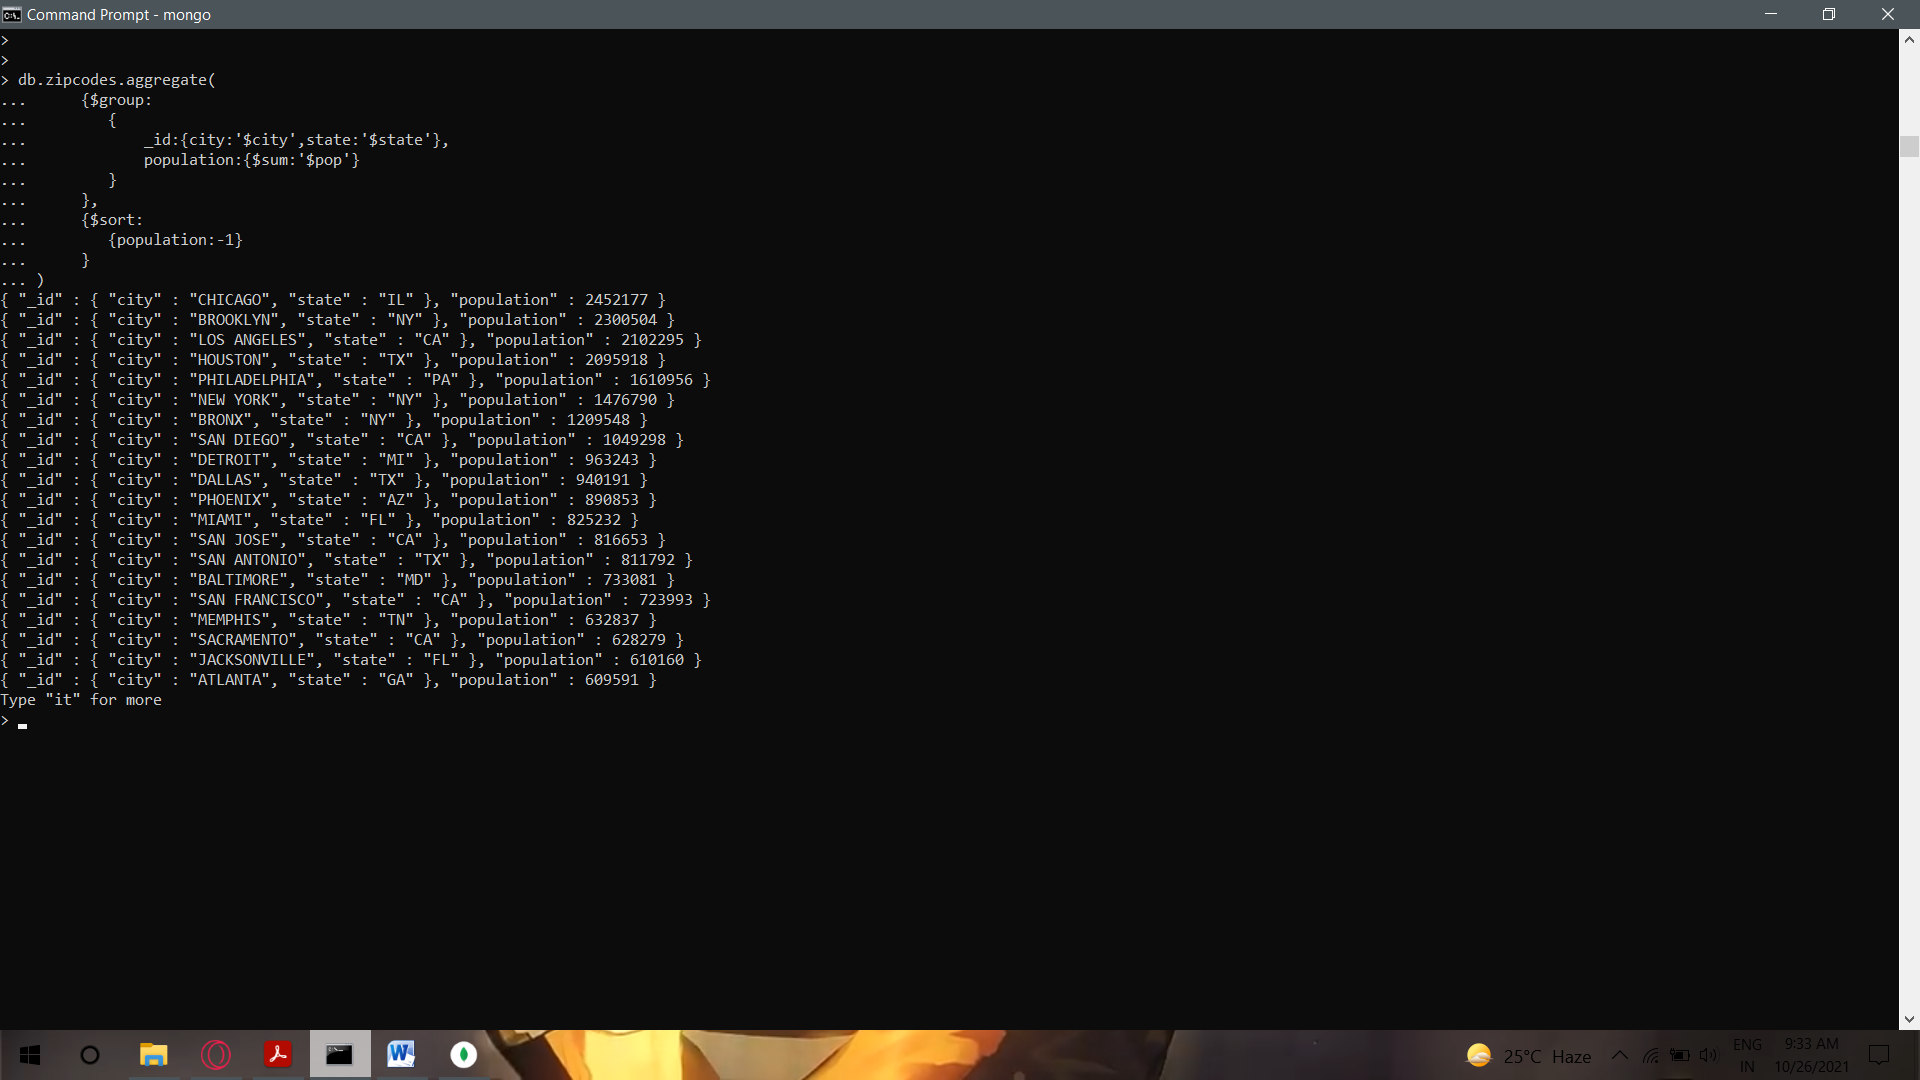 Command Prompt - mongo
>
>
> db.zipcodes.aggregate(
...      {$group:
...         {
...             _id:{city:'$city',state:'$state'},
...             population:{$sum:'$pop'}
...         }
...      },
...      {$sort:
...         {population:-1}
...      }
... )
{ "_id" : { "city" : "CHICAGO", "state" : "IL" }, "population" : 2452177 }
{ "_id" : { "city" : "BROOKLYN", "state" : "NY" }, "population" : 2300504 }
{ "_id" : { "city" : "LOS ANGELES", "state" : "CA" }, "population" : 2102295 }
{ "_id" : { "city" : "HOUSTON", "state" : "TX" }, "population" : 2095918 }
{ "_id" : { "city" : "PHILADELPHIA", "state" : "PA" }, "population" : 1610956 }
{ "_id" : { "city" : "NEW YORK", "state" : "NY" }, "population" : 1476790 }
{ "_id" : { "city" : "BRONX", "state" : "NY" }, "population" : 1209548 }
{ "_id" : { "city" : "SAN DIEGO", "state" : "CA" }, "population" : 1049298 }
{ "_id" : { "city" : "DETROIT", "state" : "MI" }, "population" : 963243 }
{ "_id" : { "city" : "DALLAS", "state" : "TX" }, "population" : 940191 }
{ "_id" : { "city" : "PHOENIX", "state" : "AZ" }, "population" : 890853 }
{ "_id" : { "city" : "MIAMI", "state" : "FL" }, "population" : 825232 }
{ "_id" : { "city" : "SAN JOSE", "state" : "CA" }, "population" : 816653 }
{ "_id" : { "city" : "SAN ANTONIO", "state" : "TX" }, "population" : 811792 }
{ "_id" : { "city" : "BALTIMORE", "state" : "MD" }, "population" : 733081 }
{ "_id" : { "city" : "SAN FRANCISCO", "state" : "CA" }, "population" : 723993 }
{ "_id" : { "city" : "MEMPHIS", "state" : "TN" }, "population" : 632837 }
{ "_id" : { "city" : "SACRAMENTO", "state" : "CA" }, "population" : 628279 }
{ "_id" : { "city" : "JACKSONVILLE", "state" : "FL" }, "population" : 610160 }
{ "_id" : { "city" : "ATLANTA", "state" : "GA" }, "population" : 609591 }
Type "it" for more
>
25°C Haze
ENG
IN
9:33 AM
10/26/2021